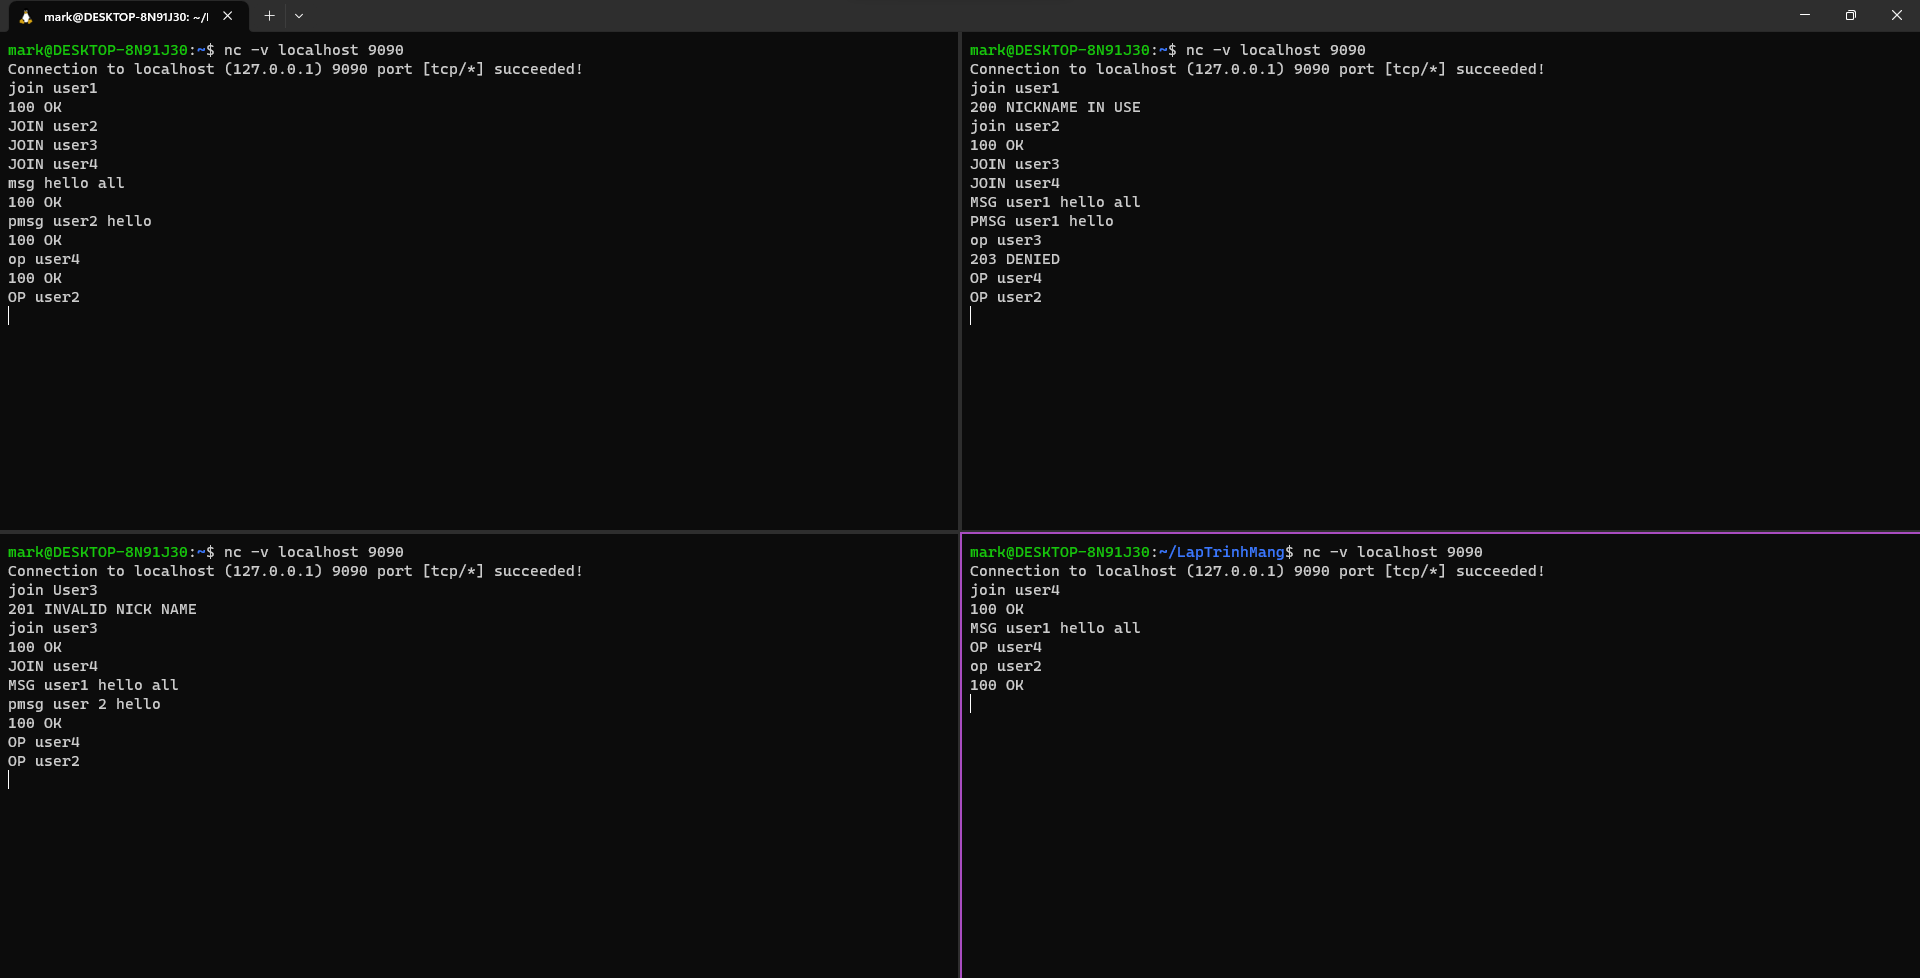 mark@DESKTOP-8N91J30: ~/l
mark@DESKTOP-8N91J30:~$ nc -v localhost 9090
Connection to localhost (127.0.0.1) 9090 port [tcp/*] succeeded!
join user1
100 OK
JOIN user2
JOIN user3
JOIN user4
msg hello all
100 OK
pmsg user2 hello
100 OK
op user4
100 OK
OP user2
mark@DESKTOP-8N91J30:~$ nc -v localhost 9090
Connection to localhost (127.0.0.1) 9090 port [tcp/*] succeeded!
join user1
200 NICKNAME IN USE
join user2
100 OK
JOIN user3
JOIN user4
MSG user1 hello all
PMSG user1 hello
op user3
203 DENIED
OP user4
OP user2
mark@DESKTOP-8N91J30:~$ nc -v localhost 9090
Connection to localhost (127.0.0.1) 9090 port [tcp/*] succeeded!
join User3
201 INVALID NICK NAME
join user3
100 OK
JOIN user4
MSG user1 hello all
pmsg user 2 hello
100 OK
OP user4
OP user2
mark@DESKTOP-8N91J30:~/LapTrinhMang$ nc -v localhost 9090
Connection to localhost (127.0.0.1) 9090 port [tcp/*] succeeded!
join user4
100 OK
MSG user1 hello all
OP user4
op user2
100 OK